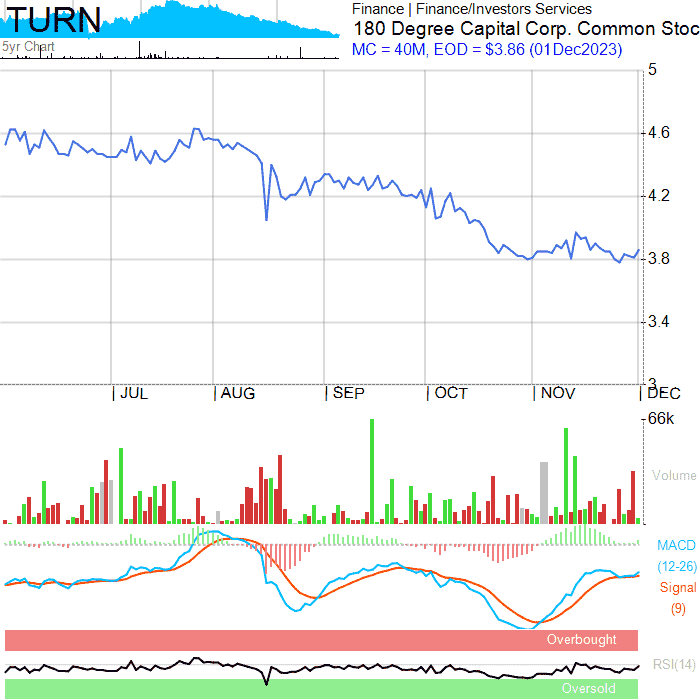 TURN
Finance | Finance/Investors Services
180 Degree Capital Corp. Common Stoc
MC = 40M, EOD = $3.86 (01Dec2023)
5yr Chart
5
4.6
4.2
3.8
3.4
3
JUL
AUG
SEP
OCT
NOV
DEC
66k
Volume
MACD
(12-26)
Signal
(9)
Overbought
RSI(14)
Oversold